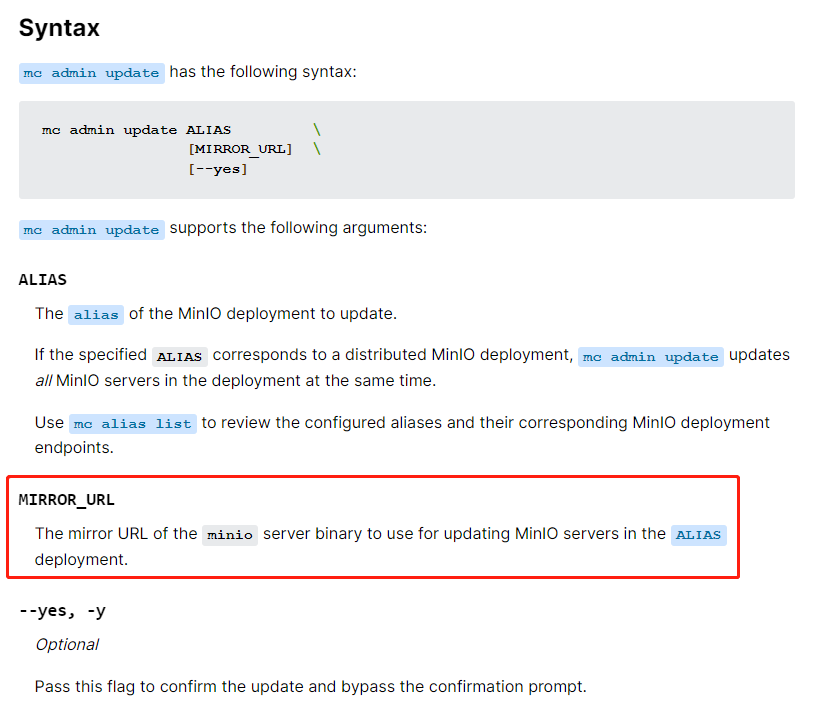 Syntax
mc admin update has the following syntax:
mc admin update ALIAS \
[MIRROR_URL] \
[--yes]
mc admin update supports the following arguments:
ALIAS
The alias of the MinIO deployment to update.
If the specified ALIAS corresponds to a distributed MinIO deployment, mc admin update updates
all MinIO servers in the deployment at the same time.
Use mc alias list to review the configured aliases and their corresponding MinIO deployment
endpoints.
MIRROR_URL
The mirror URL of the minio server binary to use for updating MinIO servers in the ALIAS
deployment.
--yes, -y
Optional
Pass this flag to confirm the update and bypass the confirmation prompt.